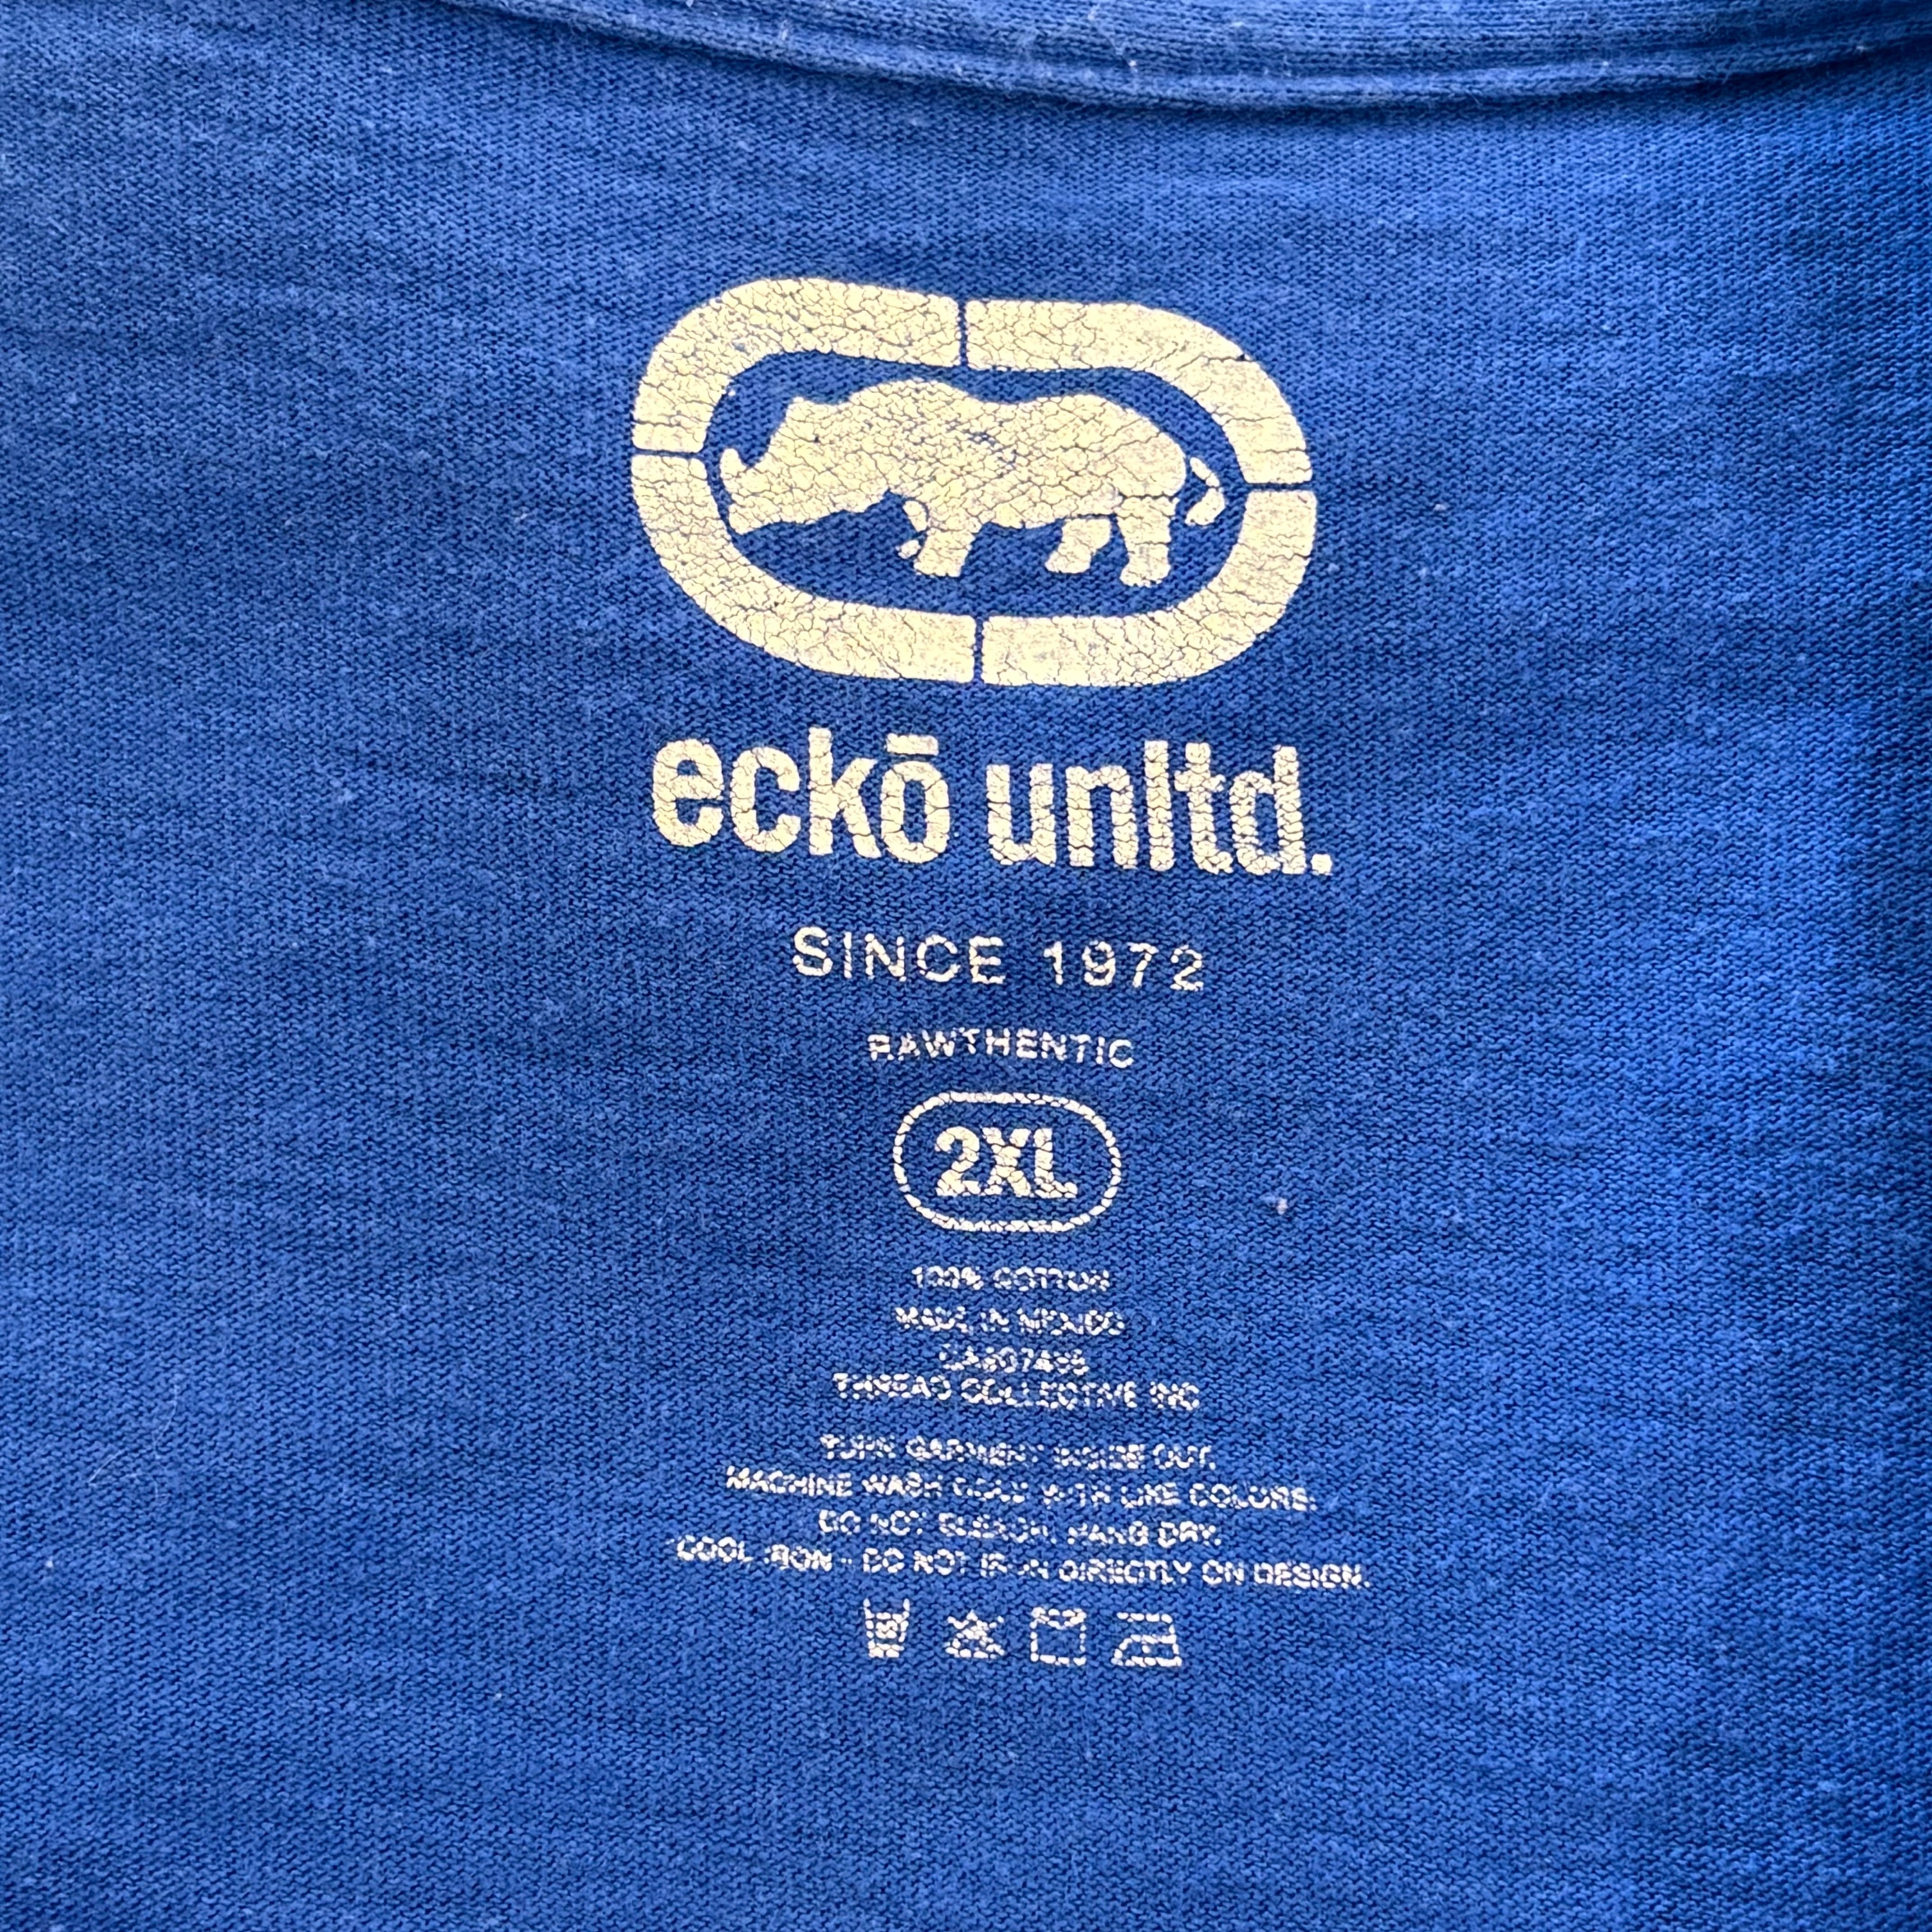 eckō unltd.
SINCE 1972
RAWTHENTIC
2XL
100% COTTON
MADE IN MEXICO
THREAD COLLECTIVE INC
TURN GARMENT INSIDE OUT.
MACHINE WASH COLD WITH LIKE COLORS.
DO NOT BLEACH. HANG DRY.
COOL IRON - DO NOT IRON DIRECTLY ON DESIGN.